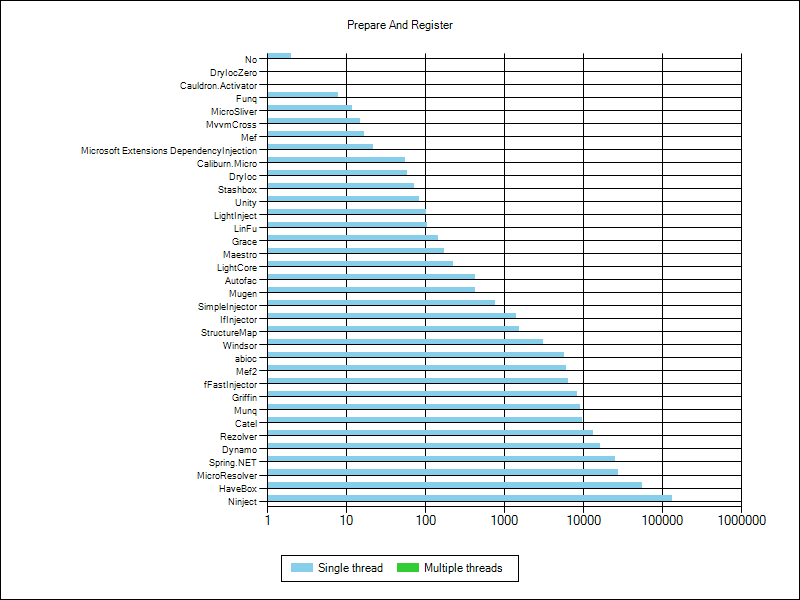 Prepare And Register
No
DryIocZero
Cauldron.Activator
Funq
MicroSliver
MvvmCross
Mef
Microsoft Extensions DependencyInjection
Caliburn.Micro
DryIoc
Stashbox
Unity
LightInject
LinFu
Grace
Maestro
LightCore
Autofac
Mugen
SimpleInjector
IfInjector
StructureMap
Windsor
abioc
Mef2
fFastInjector
Griffin
Munq
Catel
Rezolver
Dynamo
Spring.NET
MicroResolver
HaveBox
Ninject
1 10 100 1000 10000 100000 1000000
Single thread Multiple threads